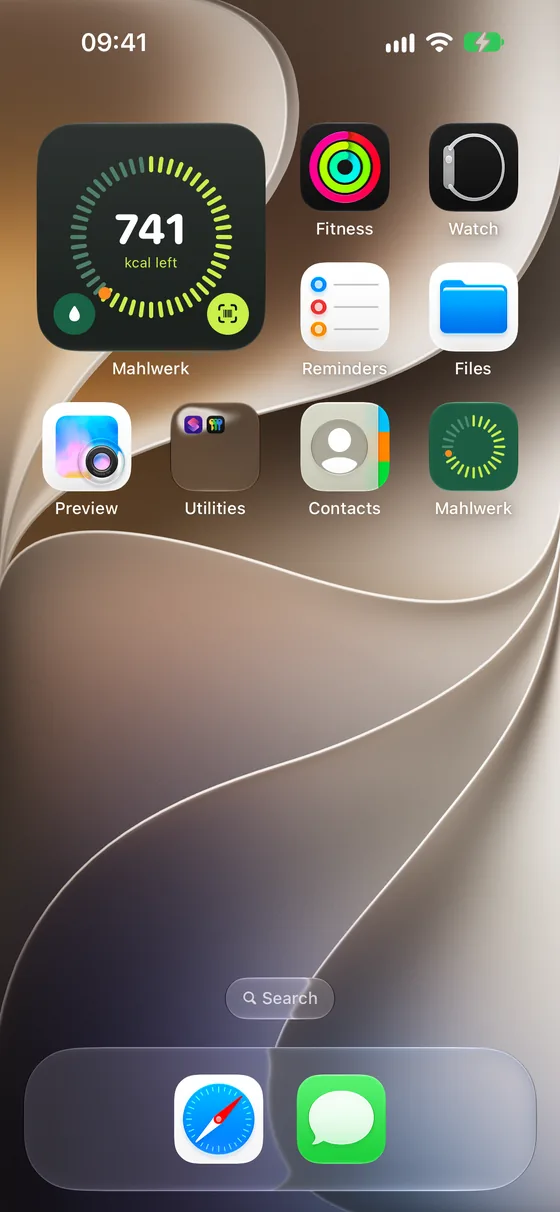 09:41
741
kcal left
Mahlwerk
Fitness
Watch
Reminders
Files
Preview
Utilities
Contacts
Mahlwerk
Search